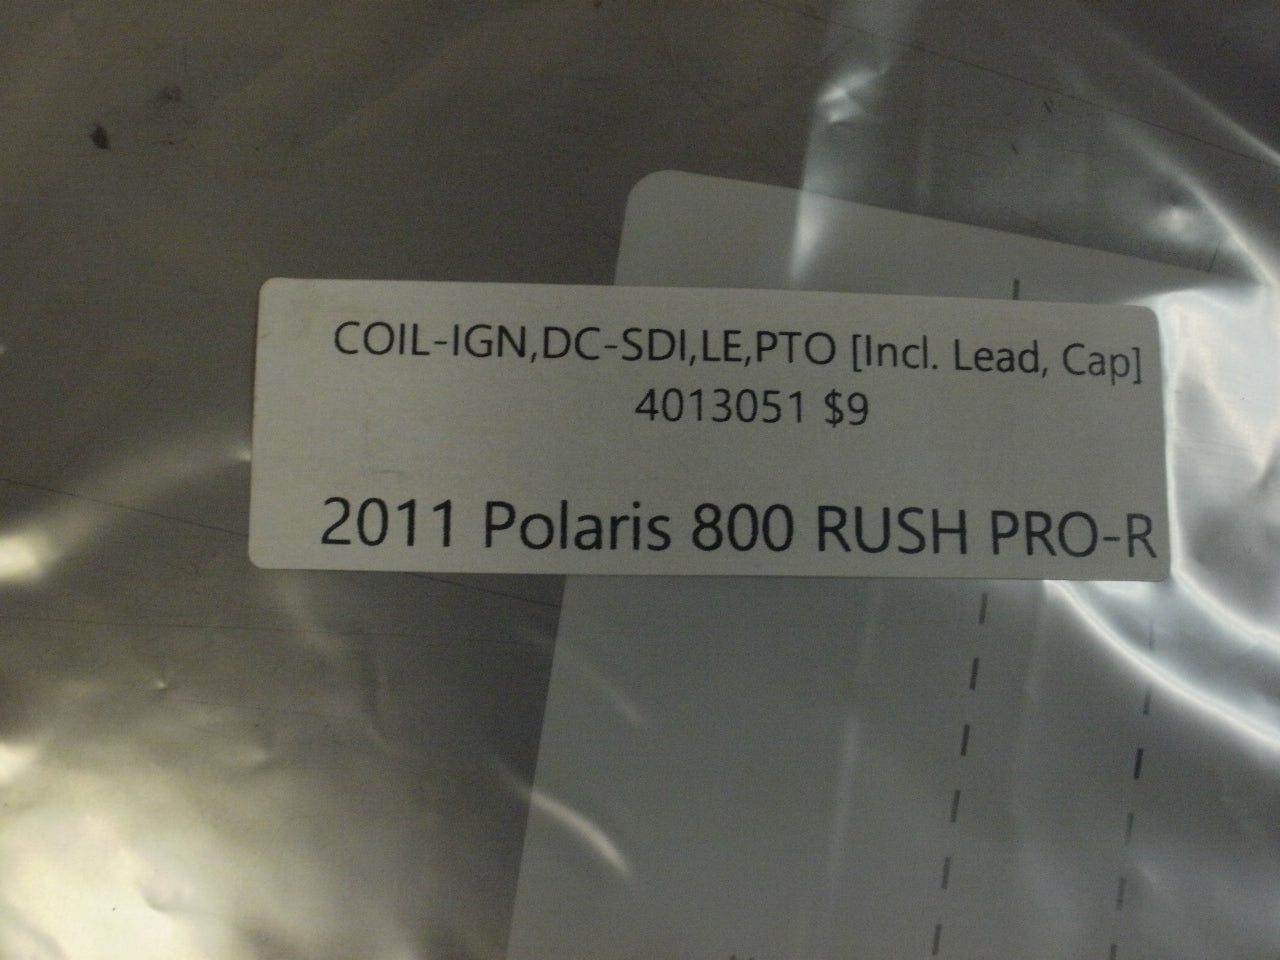 COIL-IGN,DC-SDI,LE,PTO [Incl. Lead, Cap]
4013051 $9
2011 Polaris 800 RUSH PRO-R